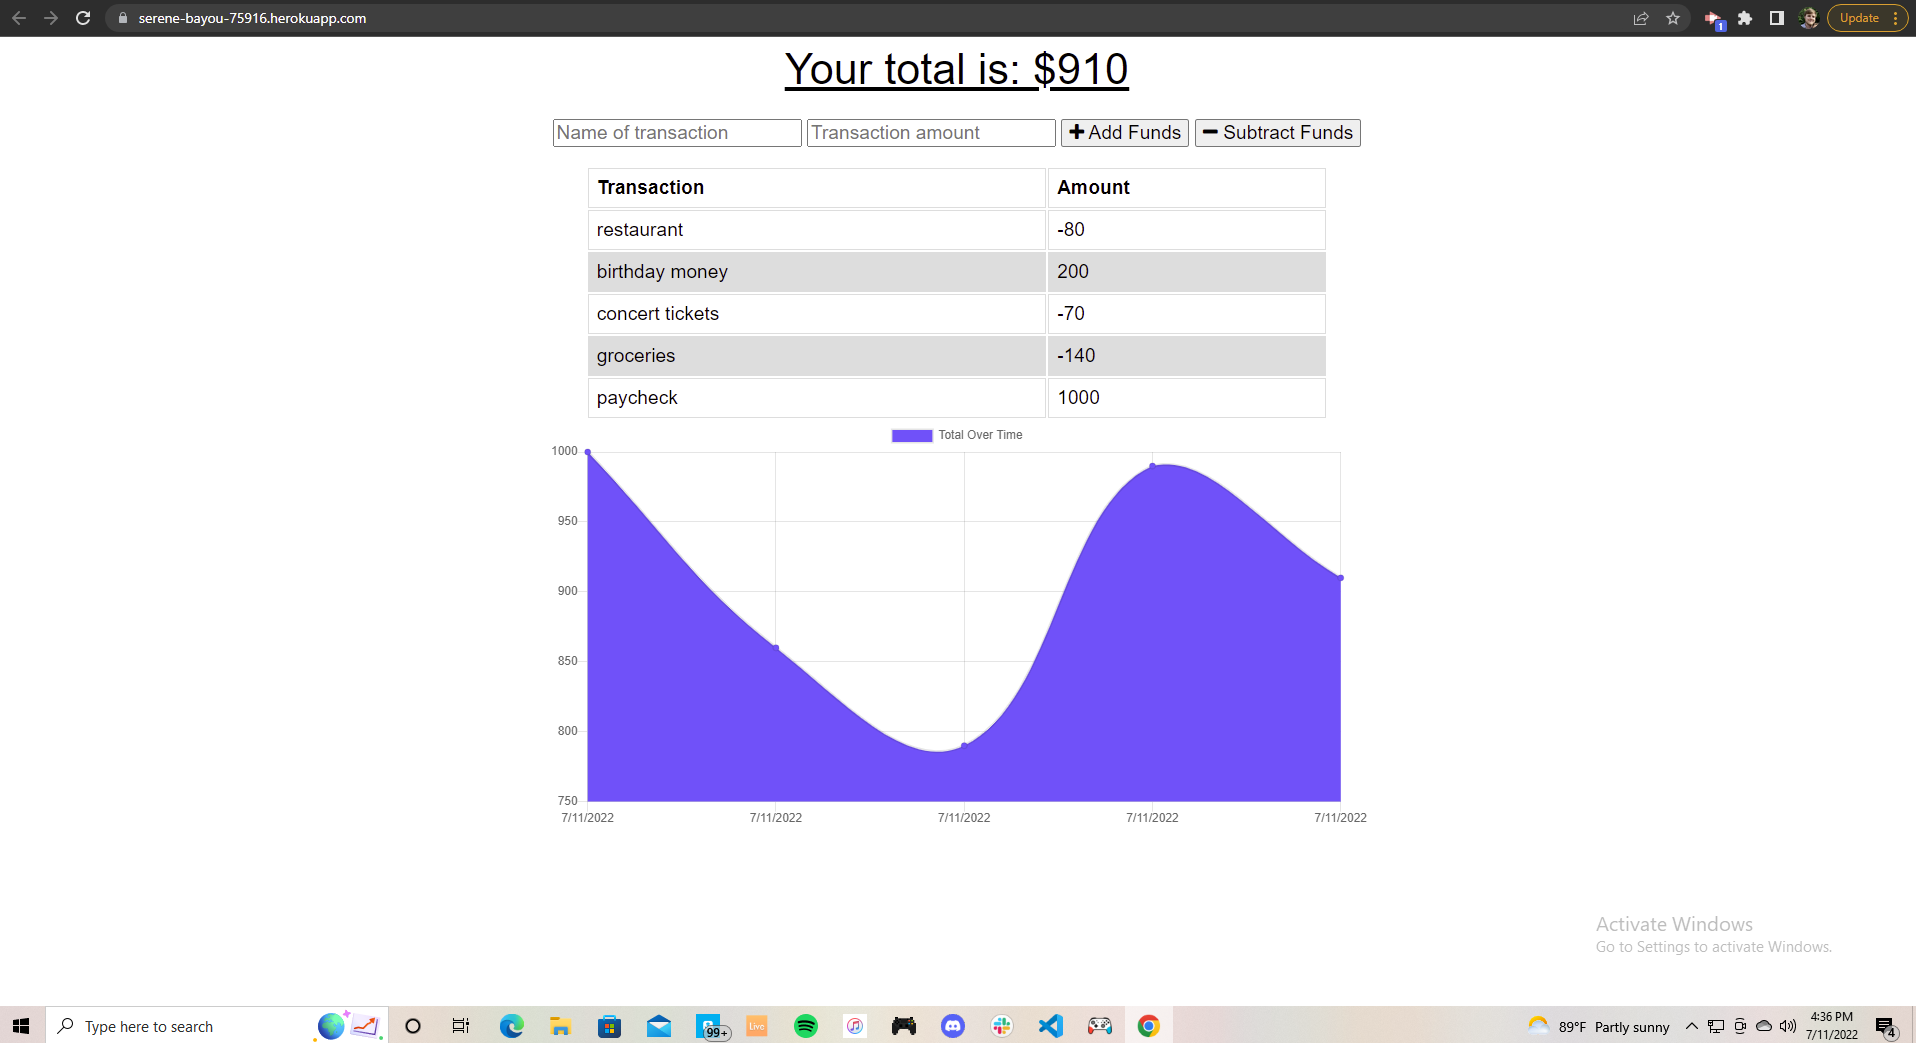 serene-bayou-75916.herokuapp.com
1
Update
Your total is: $910
Name of transaction Transaction amount Add Funds Subtract Funds
Transaction Amount
restaurant -80
birthday money 200
concert tickets -70
groceries -140
paycheck 1000
Total Over Time
1000
950
900
850
800
750
7/11/2022 7/11/2022 7/11/2022 7/11/2022 7/11/2022
Activate Windows
Go to Settings to activate Windows.
Type here to search
99+
Live
89°F Partly sunny
4:36 PM
7/11/2022
4